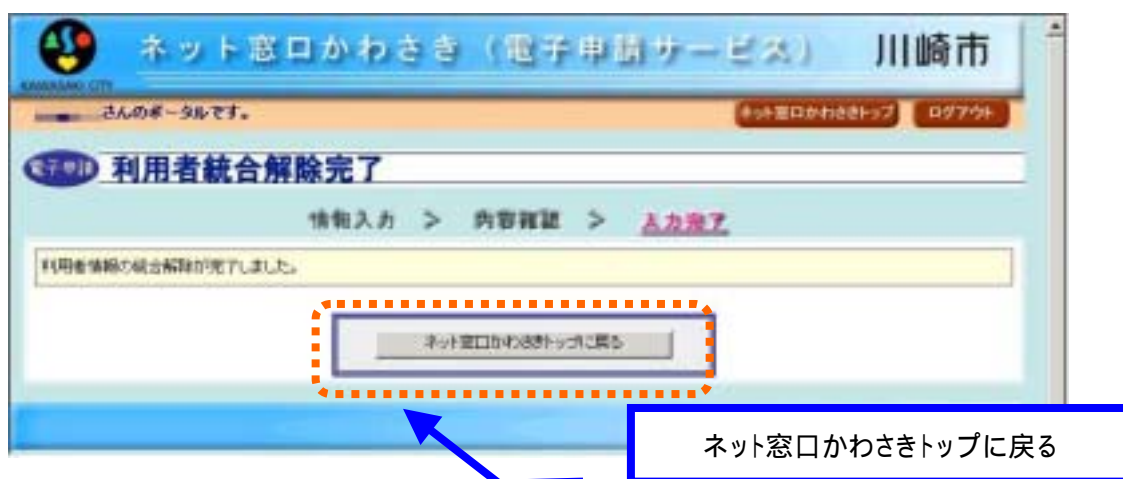 ネット窓口かわさき（電子申請サービス） 川崎市
KAWASAKI CITY
さんのポータルです。 ネット窓口かわさきトップ ログアウト
電子申請 利用者統合解除完了
情報入力 > 内容確認 > 入力完了
利用者情報の統合解除が完了しました。
ネット窓口かわさきトップに戻る
ネット窓口かわさきトップに戻る